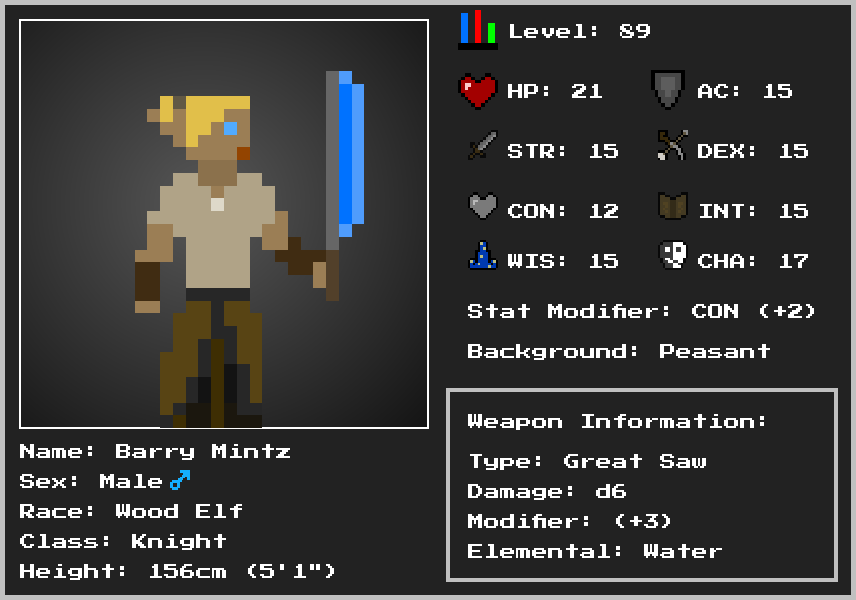 Level: 89
HP: 21 AC: 15
STR: 15 DEX: 15
CON: 12 INT: 15
WIS: 15 CHA: 17
Stat Modifier: CON (+2)
Background: Peasant
Weapon Information:
Type: Great Saw
Damage: d6
Modifier: (+3)
Elemental: Water
Name: Barry Mintz
Sex: Male♂
Race: Wood Elf
Class: Knight
Height: 156cm (5'1")